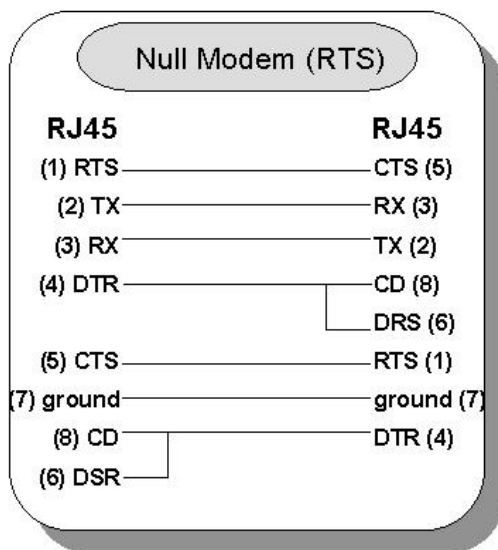 Null Modem (RTS)
RJ45 RJ45
(1) RTS CTS (5)
(2) TX RX (3)
(3) RX TX (2)
(4) DTR CD (8)
DRS (6)
(5) CTS RTS (1)
(7) ground ground (7)
(8) CD DTR (4)
(6) DSR